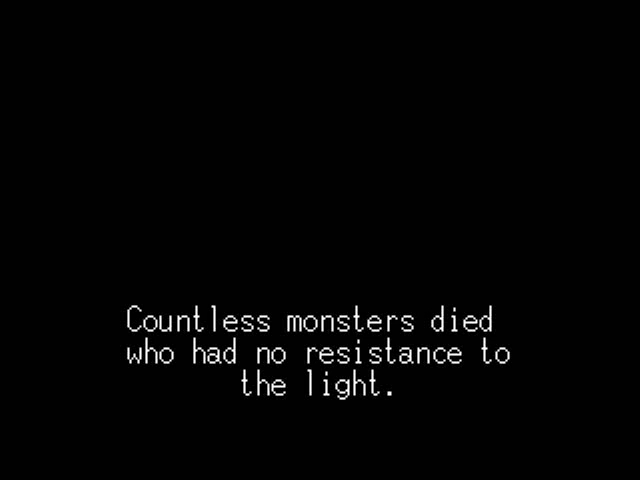 Countless monsters died
who had no resistance to
the light.